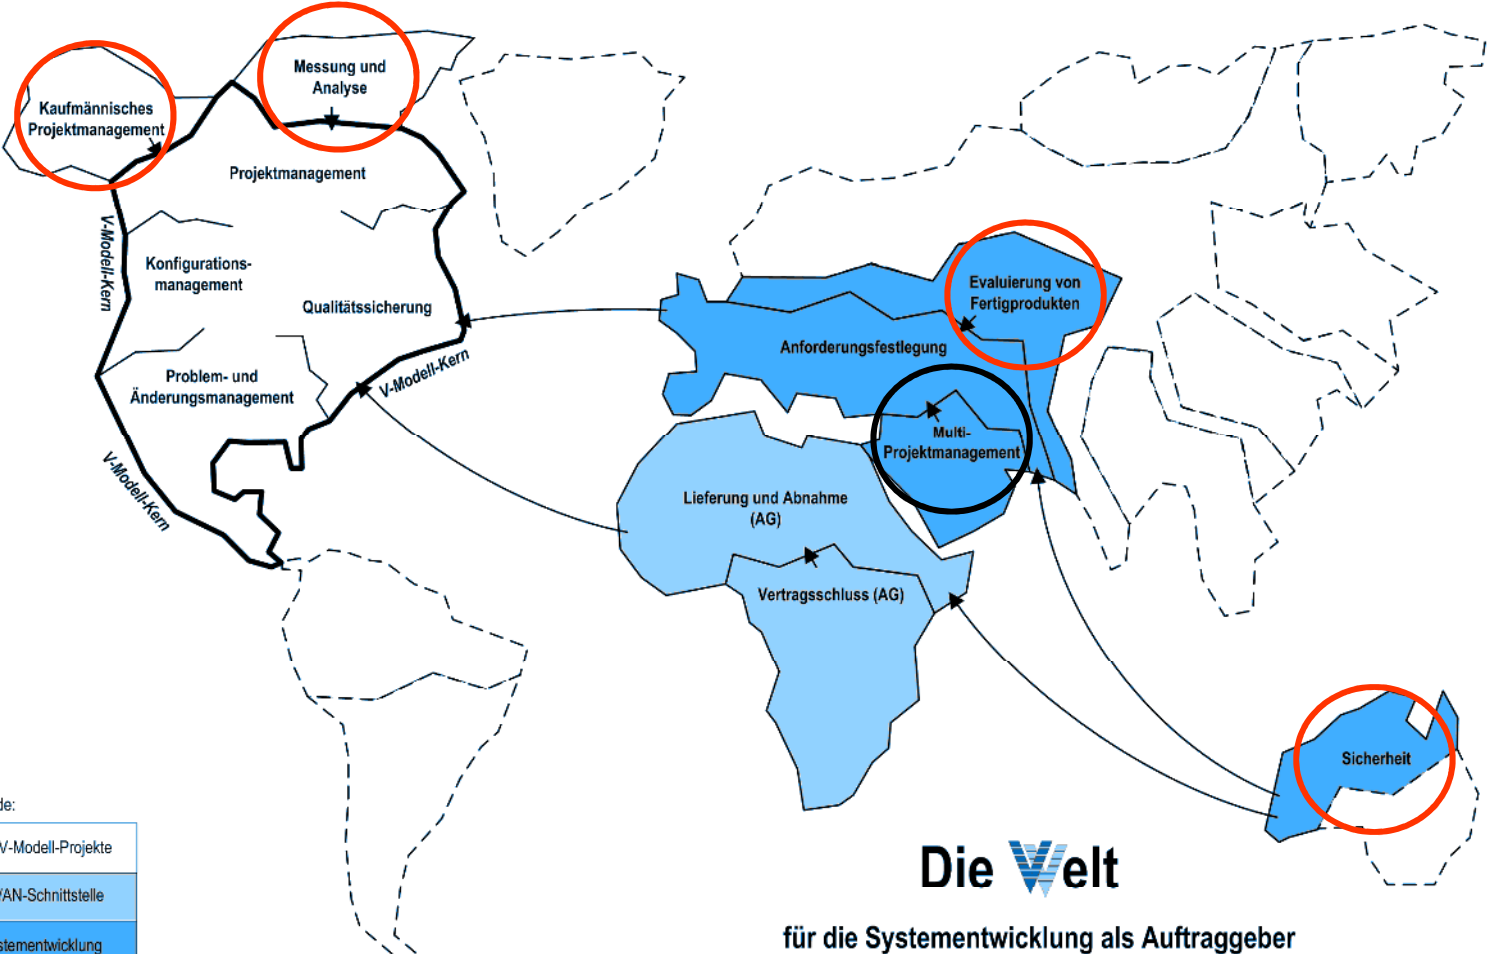 Messung und
Analyse
Kaufmännisches
Projektmanagement
Projektmanagement
V-Modell-Kern
Konfigurations-
management
Qualitätssicherung
Evaluierung von
Fertigprodukten
Anforderungsfestlegung
V-Modell-Kern
Problem- und
Änderungsmanagement
Multi-
Projektmanagement
V-Modell-Kern
Lieferung und Abnahme
(AG)
Vertragsschluss (AG)
Sicherheit
de:
V-Modell-Projekte
/AN-Schnittstelle
stementwicklung
Die Welt
für die Systementwicklung als Auftraggeber